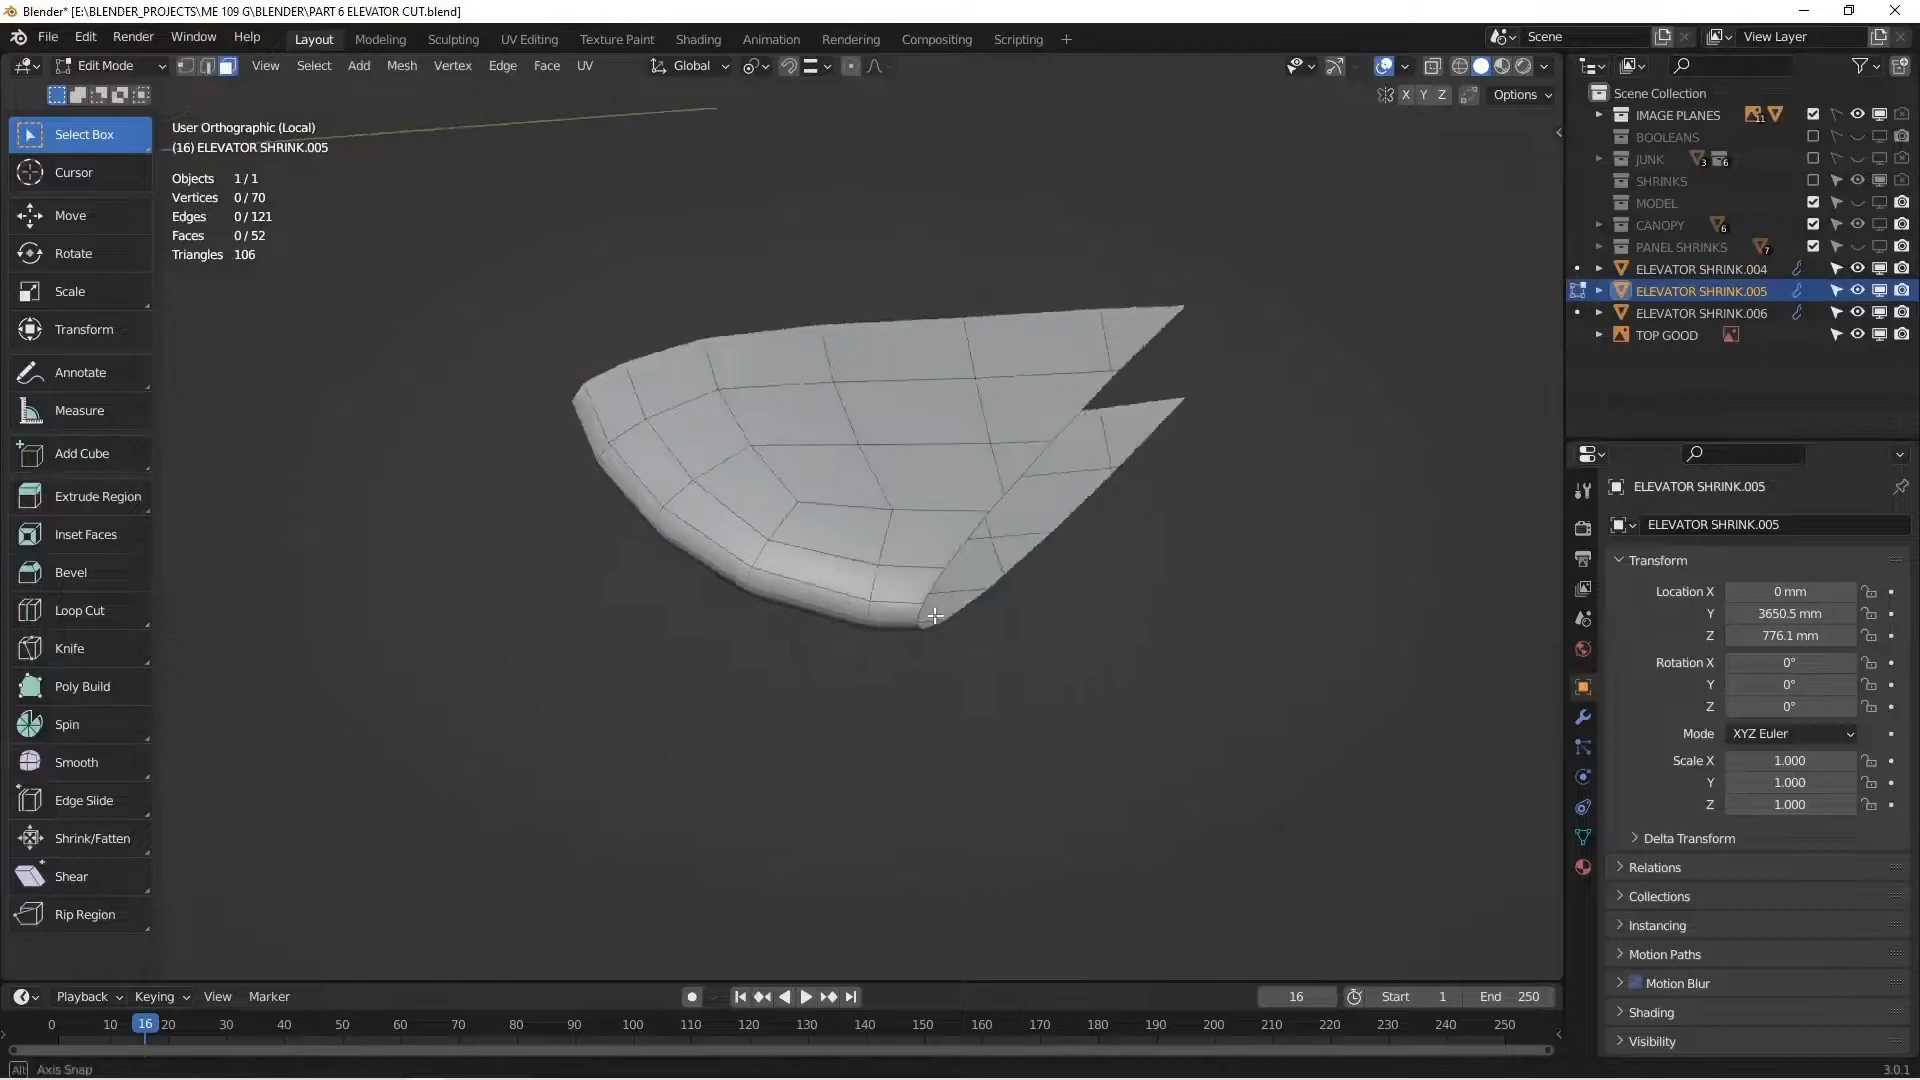 Blender* [E:\BLENDER_PROJECTS\ME 109 G\BLENDER\PART 6 ELEVATOR CUT.blend]
File Edit Render Window Help Layout Modeling Sculpting UV Editing Texture Paint Shading Animation Rendering Compositing Scripting + Scene View Layer
Edit Mode View Select Add Mesh Vertex Edge Face UV Global
X Y Z Options
Select Box
Cursor
Move
Rotate
Scale
Transform
Annotate
Measure
Add Cube
Extrude Region
Inset Faces
Bevel
Loop Cut
Knife
Poly Build
Spin
Smooth
Edge Slide
Shrink/Fatten
Shear
Rip Region
User Orthographic (Local)
(16) ELEVATOR SHRINK.005
Objects 1/1
Vertices 0/70
Edges 0/121
Faces 0/52
Triangles 106
Scene Collection
IMAGE PLANES 11
BOOLEANS
JUNK 3 6
SHRINKS
MODEL
CANOPY 6
PANEL SHRINKS 7
ELEVATOR SHRINK.004
ELEVATOR SHRINK.005
ELEVATOR SHRINK.006
TOP GOOD
ELEVATOR SHRINK.005
ELEVATOR SHRINK.005
Transform
Location X 0 mm
Y 3650.5 mm
Z 776.1 mm
Rotation X 0°
Y 0°
Z 0°
Mode XYZ Euler
Scale X 1.000
Y 1.000
Z 1.000
Delta Transform
Relations
Collections
Instancing
Motion Paths
Motion Blur
Shading
Visibility
Playback Keying View Marker 16 Start 1 End 250
0 10 16 20 30 40 50 60 70 80 90 100 110 120 130 140 150 160 170 180 190 200 210 220 230 240 250
Alt Axis Snap 3.0.1